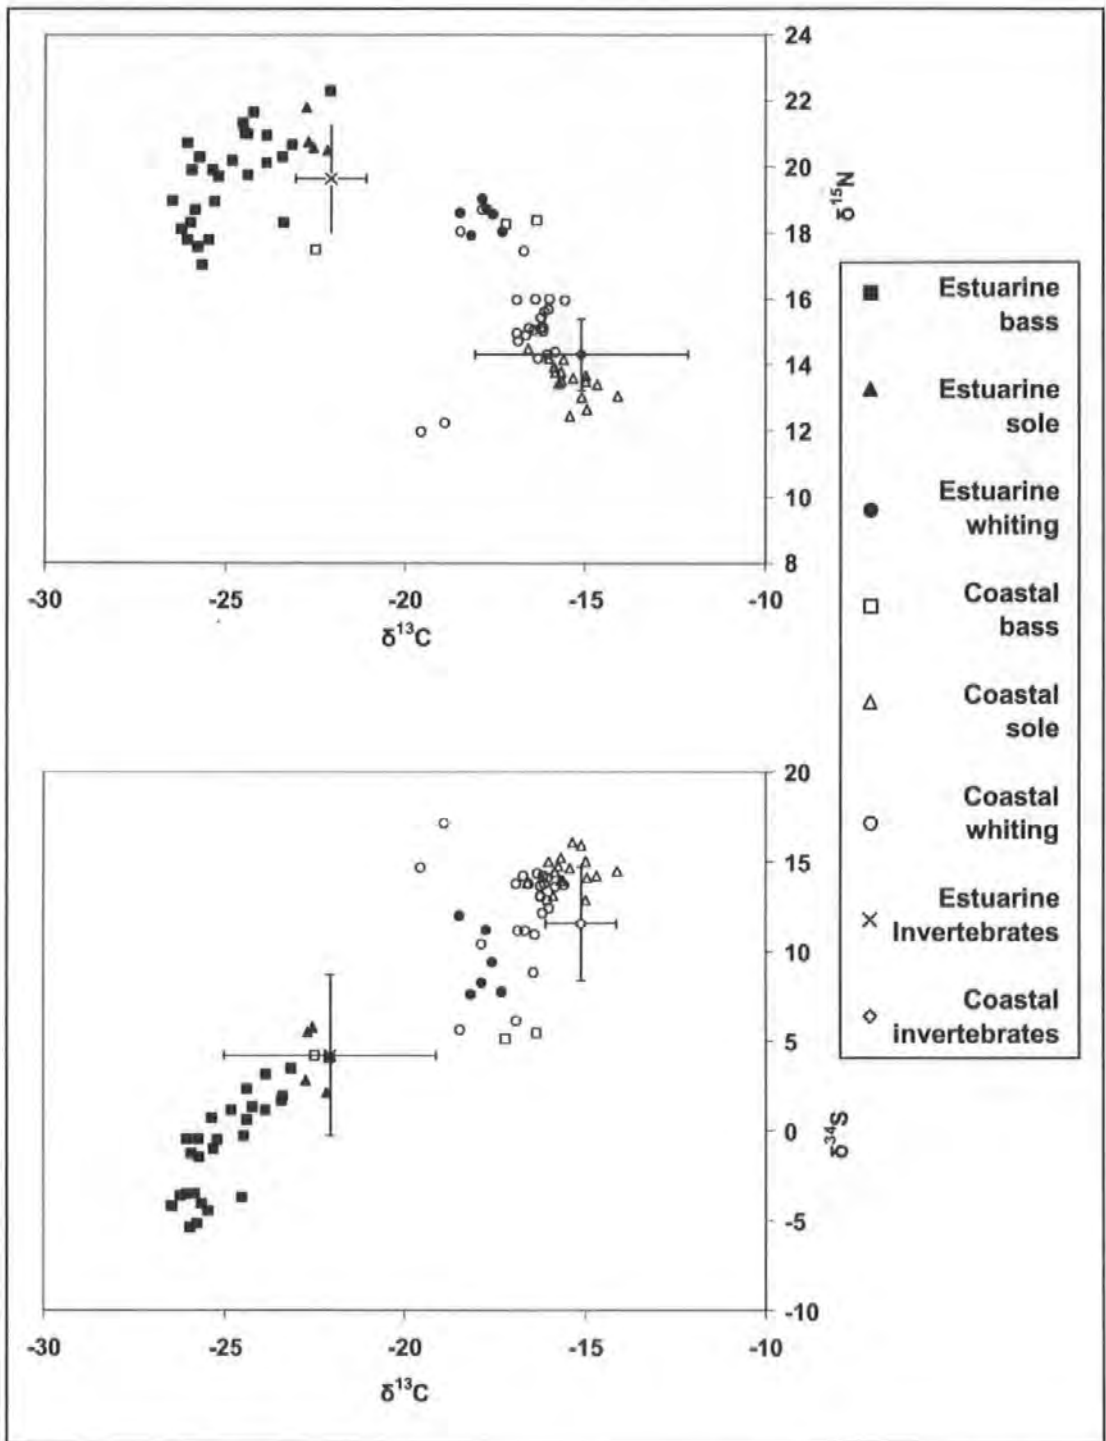 24
22
20
18
16
14
12
10
8
δ¹⁵N
-30 -25 -20 -15 -10
δ¹³C
Estuarine
bass
Estuarine
sole
Estuarine
whiting
Coastal
bass
Coastal
sole
Coastal
whiting
Estuarine
Invertebrates
Coastal
invertebrates
20
15
10
5
0
-5
-10
δ³⁴S
-30 -25 -20 -15 -10
δ¹³C